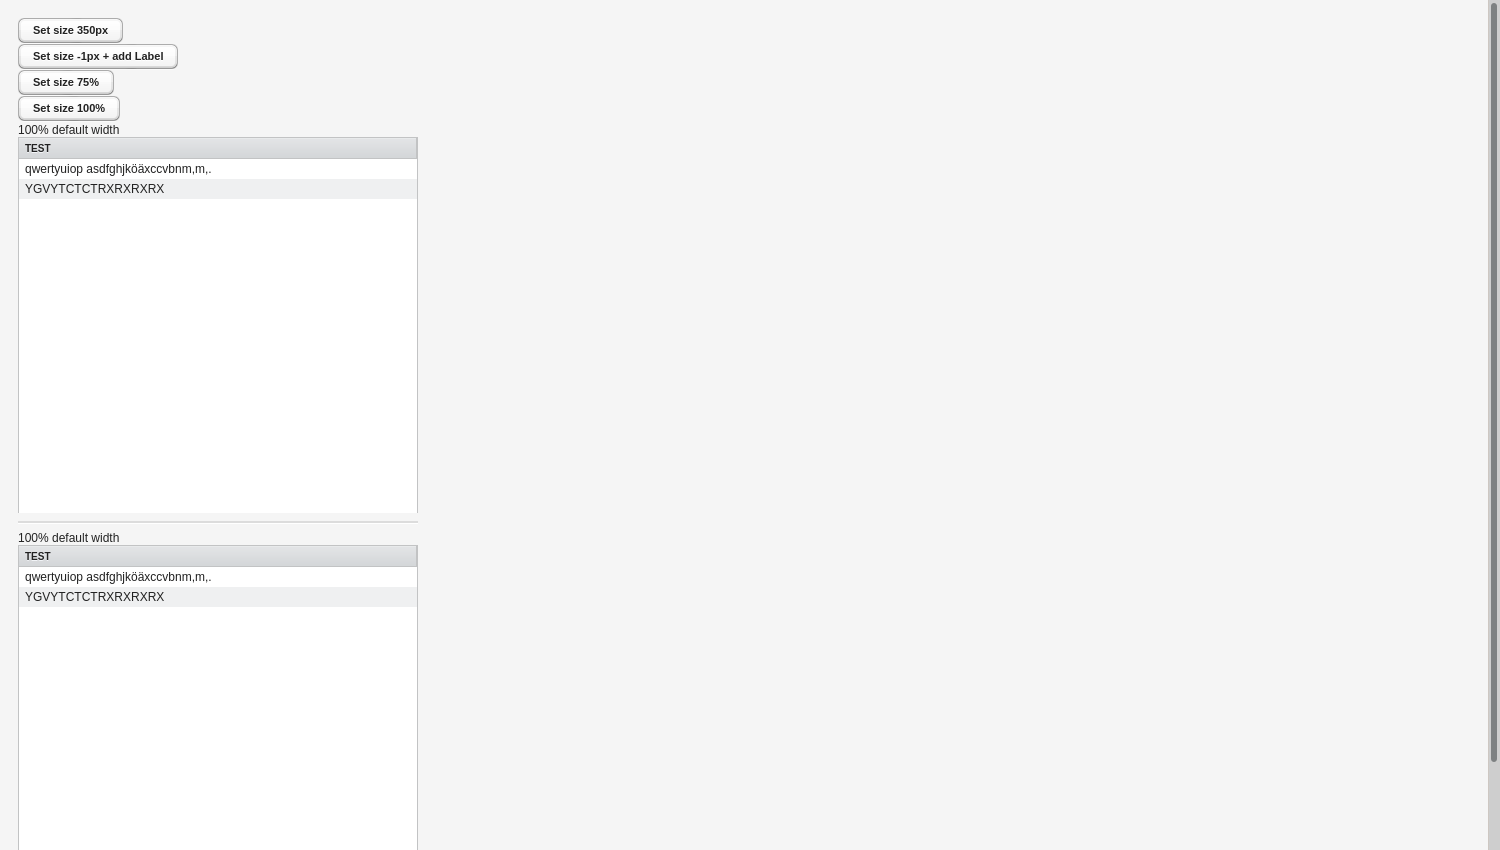 Set size 350px
Set size -1px + add Label
Set size 75%
Set size 100%
100% default width
TEST
qwertyuiop asdfghjköäxccvbnm,m,.
YGVYTCTCTRXRXRXRX
100% default width
TEST
qwertyuiop asdfghjköäxccvbnm,m,.
YGVYTCTCTRXRXRXRX